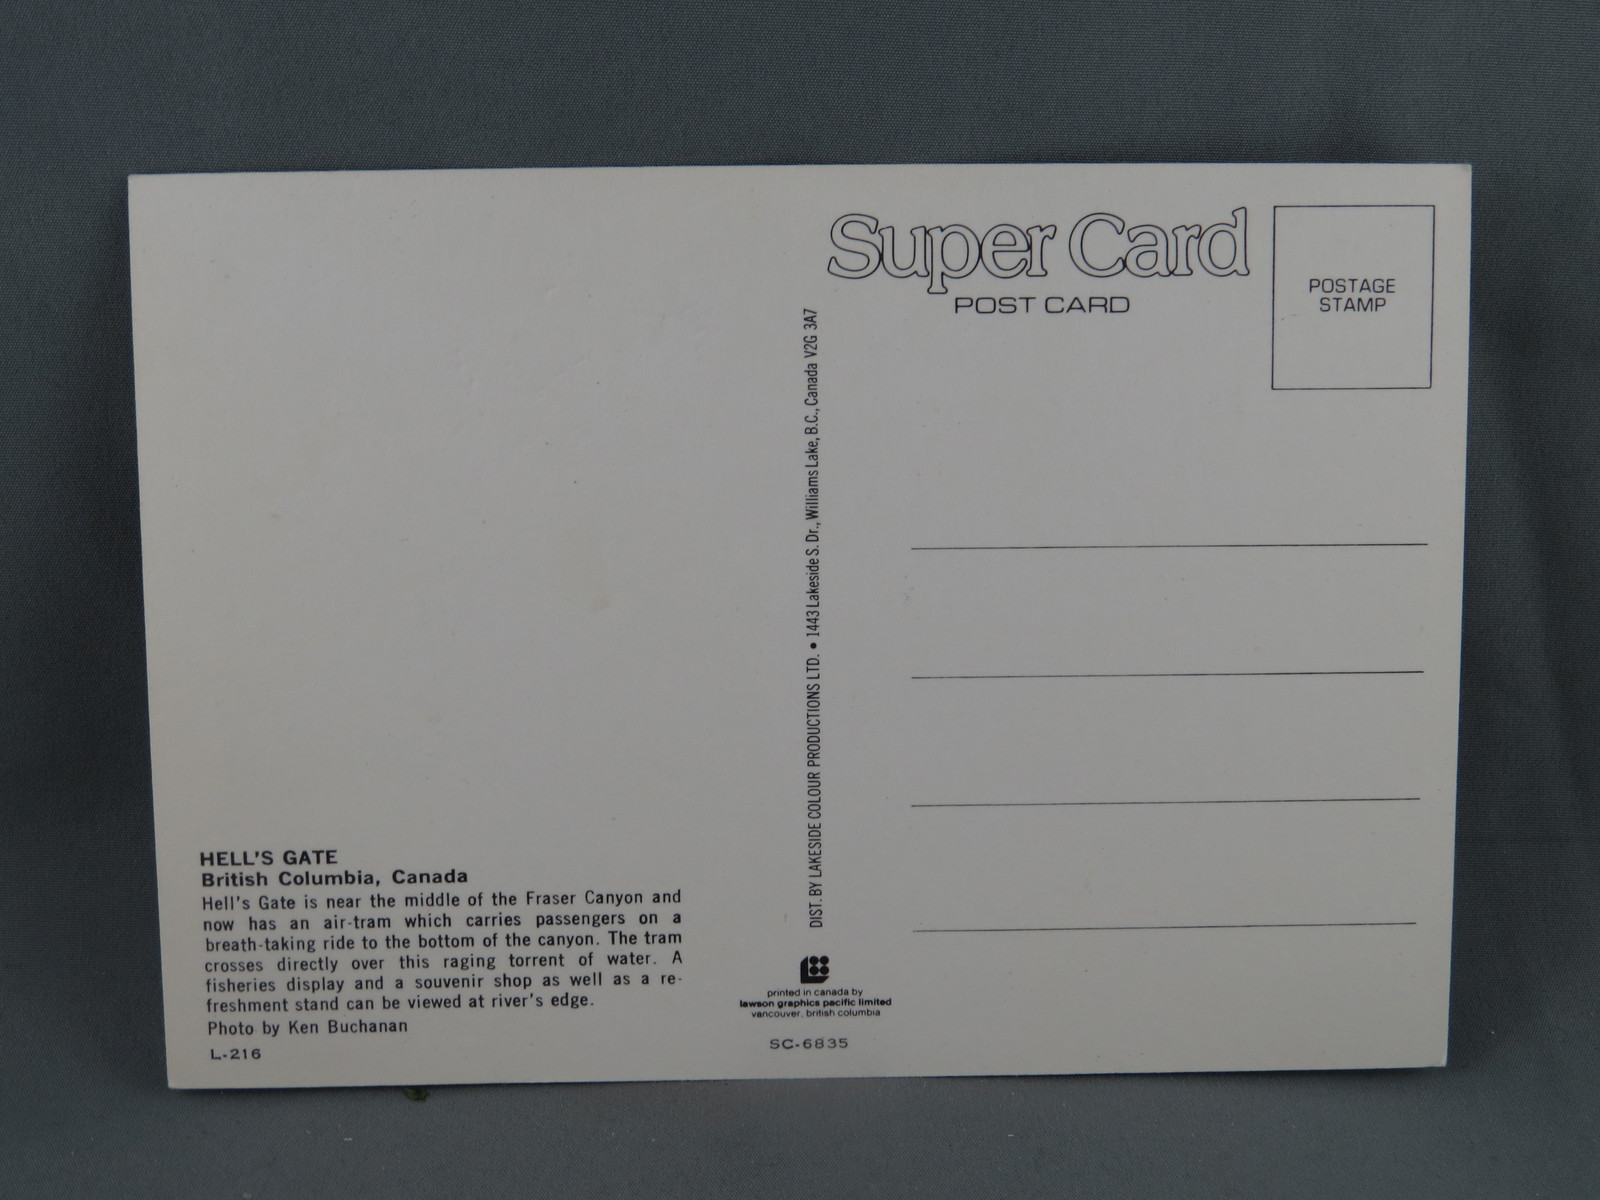 Super Card
POST CARD
POSTAGE
STAMP
DIST. BY LAKESIDE COLOUR PRODUCTIONS LTD. • 1443 Lakeside S. Dr., Williams Lake, B.C., Canada V2G 3A7
HELL'S GATE
British Columbia, Canada
Hell's Gate is near the middle of the Fraser Canyon and
now has an air-tram which carries passengers on a
breath-taking ride to the bottom of the canyon. The tram
crosses directly over this raging torrent of water. A
fisheries display and a souvenir shop as well as a re-
freshment stand can be viewed at river's edge.
Photo by Ken Buchanan
L-216
printed in canada by
lawson graphics pacific limited
vancouver, british columbia
SC-6835